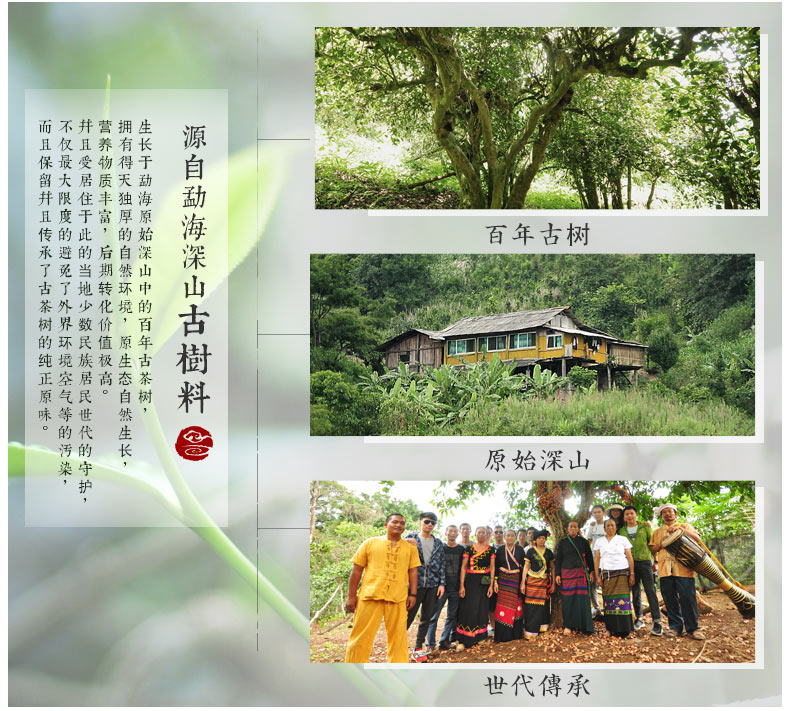 源自勐海深山古樹料
生长于勐海原始深山中的百年古茶树，
拥有得天独厚的自然环境，原生态自然生长，
营养物质丰富，后期转化价值极高。
并且受居住于此的当地少数民族居民世代的守护，
不仅最大限度的避免了外界环境空气等的污染，
而且保留并且传承了古茶树的纯正原味。
百年古树
原始深山
世代傳承